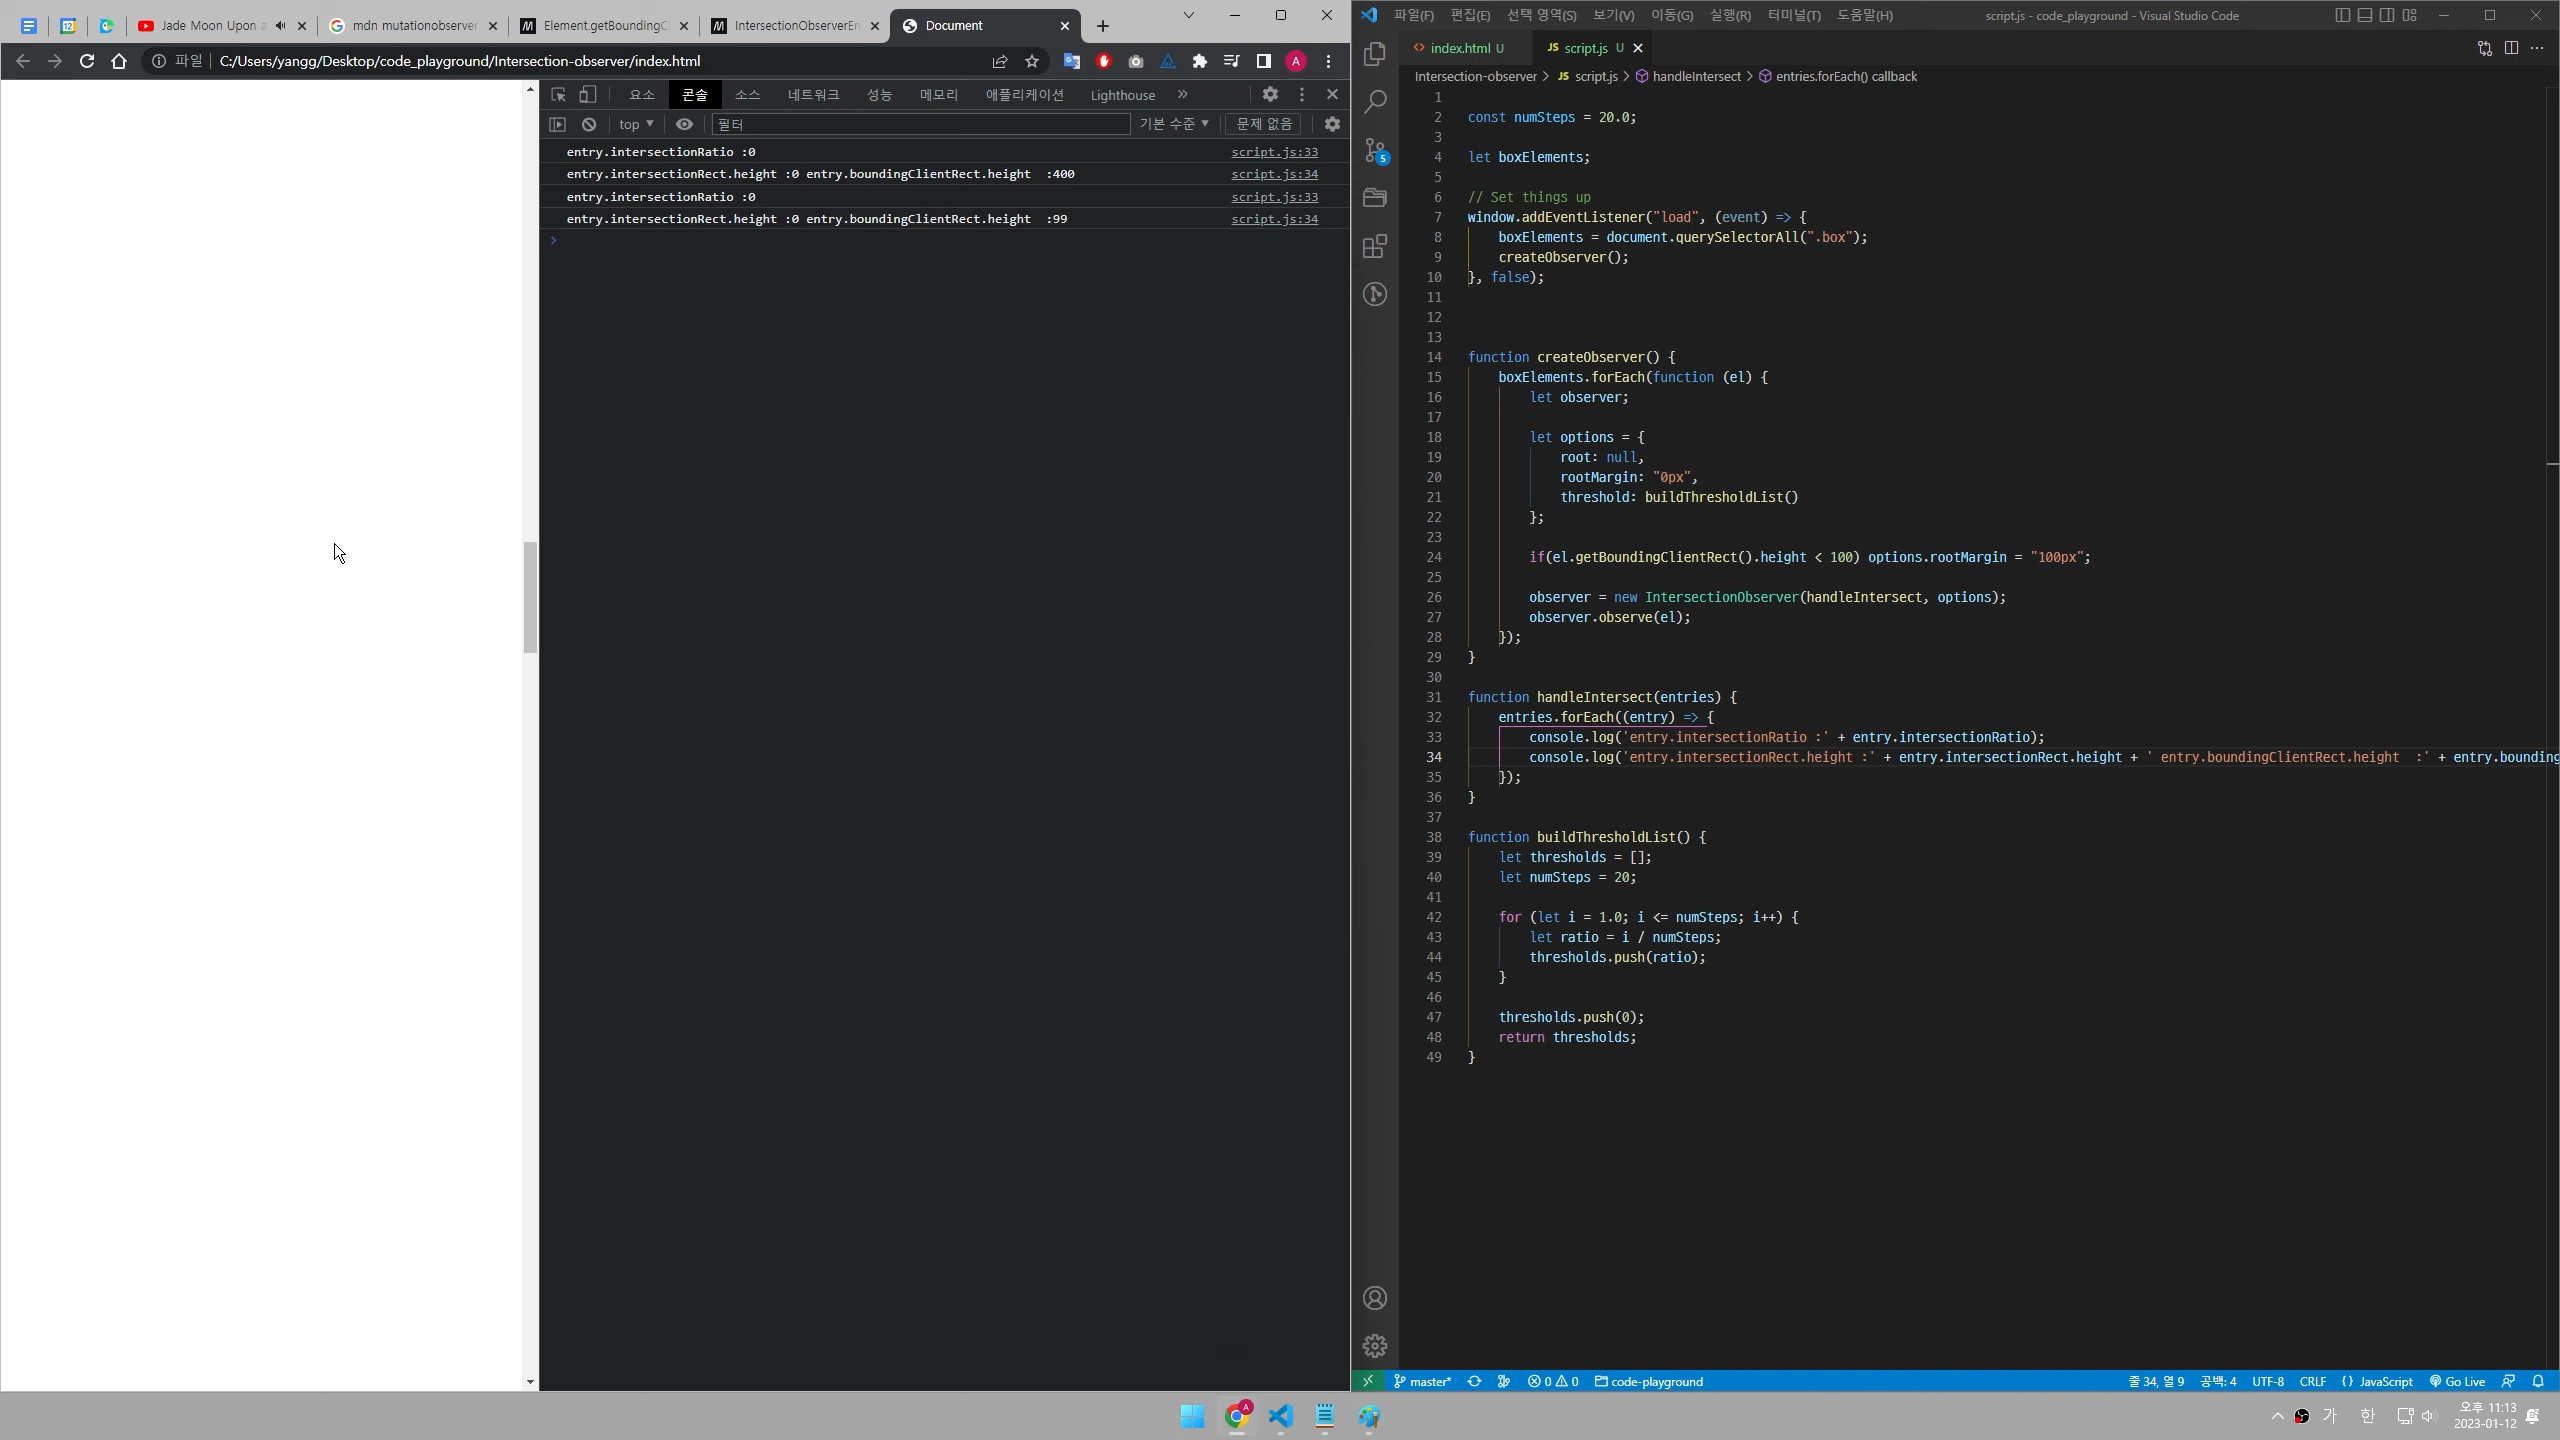 Jade Moon Upon a
mdn mutationobserver
Element.getBoundingCl
IntersectionObserverEn
Document
파일
C:/Users/yangg/Desktop/code_playground/Intersection-observer/index.html
A
요소 콘솔 소스 네트워크 성능 메모리 애플리케이션 Lighthouse »
top ▼ 필터 기본 수준 ▼ 문제 없음
entry.intersectionRatio :0 script.js:33
entry.intersectionRect.height :0 entry.boundingClientRect.height  :400 script.js:34
entry.intersectionRatio :0 script.js:33
entry.intersectionRect.height :0 entry.boundingClientRect.height  :99 script.js:34
파일(F) 편집(E) 선택 영역(S) 보기(V) 이동(G) 실행(R) 터미널(T) 도움말(H) script.js - code_playground - Visual Studio Code
index.html U JS script.js U
Intersection-observer > JS script.js > handleIntersect > entries.forEach() callback
5
1
2 const numSteps = 20.0;
3
4 let boxElements;
5
6 // Set things up
7 window.addEventListener("load", (event) => {
8 boxElements = document.querySelectorAll(".box");
9 createObserver();
10 }, false);
11
12
13
14 function createObserver() {
15 boxElements.forEach(function (el) {
16 let observer;
17
18 let options = {
19 root: null,
20 rootMargin: "0px",
21 threshold: buildThresholdList()
22 };
23
24 if(el.getBoundingClientRect().height < 100) options.rootMargin = "100px";
25
26 observer = new IntersectionObserver(handleIntersect, options);
27 observer.observe(el);
28 });
29 }
30
31 function handleIntersect(entries) {
32 entries.forEach((entry) => {
33 console.log('entry.intersectionRatio :' + entry.intersectionRatio);
34 console.log('entry.intersectionRect.height :' + entry.intersectionRect.height + ' entry.boundingClientRect.height  :' + entry.bounding
35 });
36 }
37
38 function buildThresholdList() {
39 let thresholds = [];
40 let numSteps = 20;
41
42 for (let i = 1.0; i <= numSteps; i++) {
43 let ratio = i / numSteps;
44 thresholds.push(ratio);
45 }
46
47 thresholds.push(0);
48 return thresholds;
49 }
master* 0 0 code-playground 줄 34, 열 9 공백: 4 UTF-8 CRLF {} JavaScript Go Live
A
가 한 오후 11:13
2023-01-12